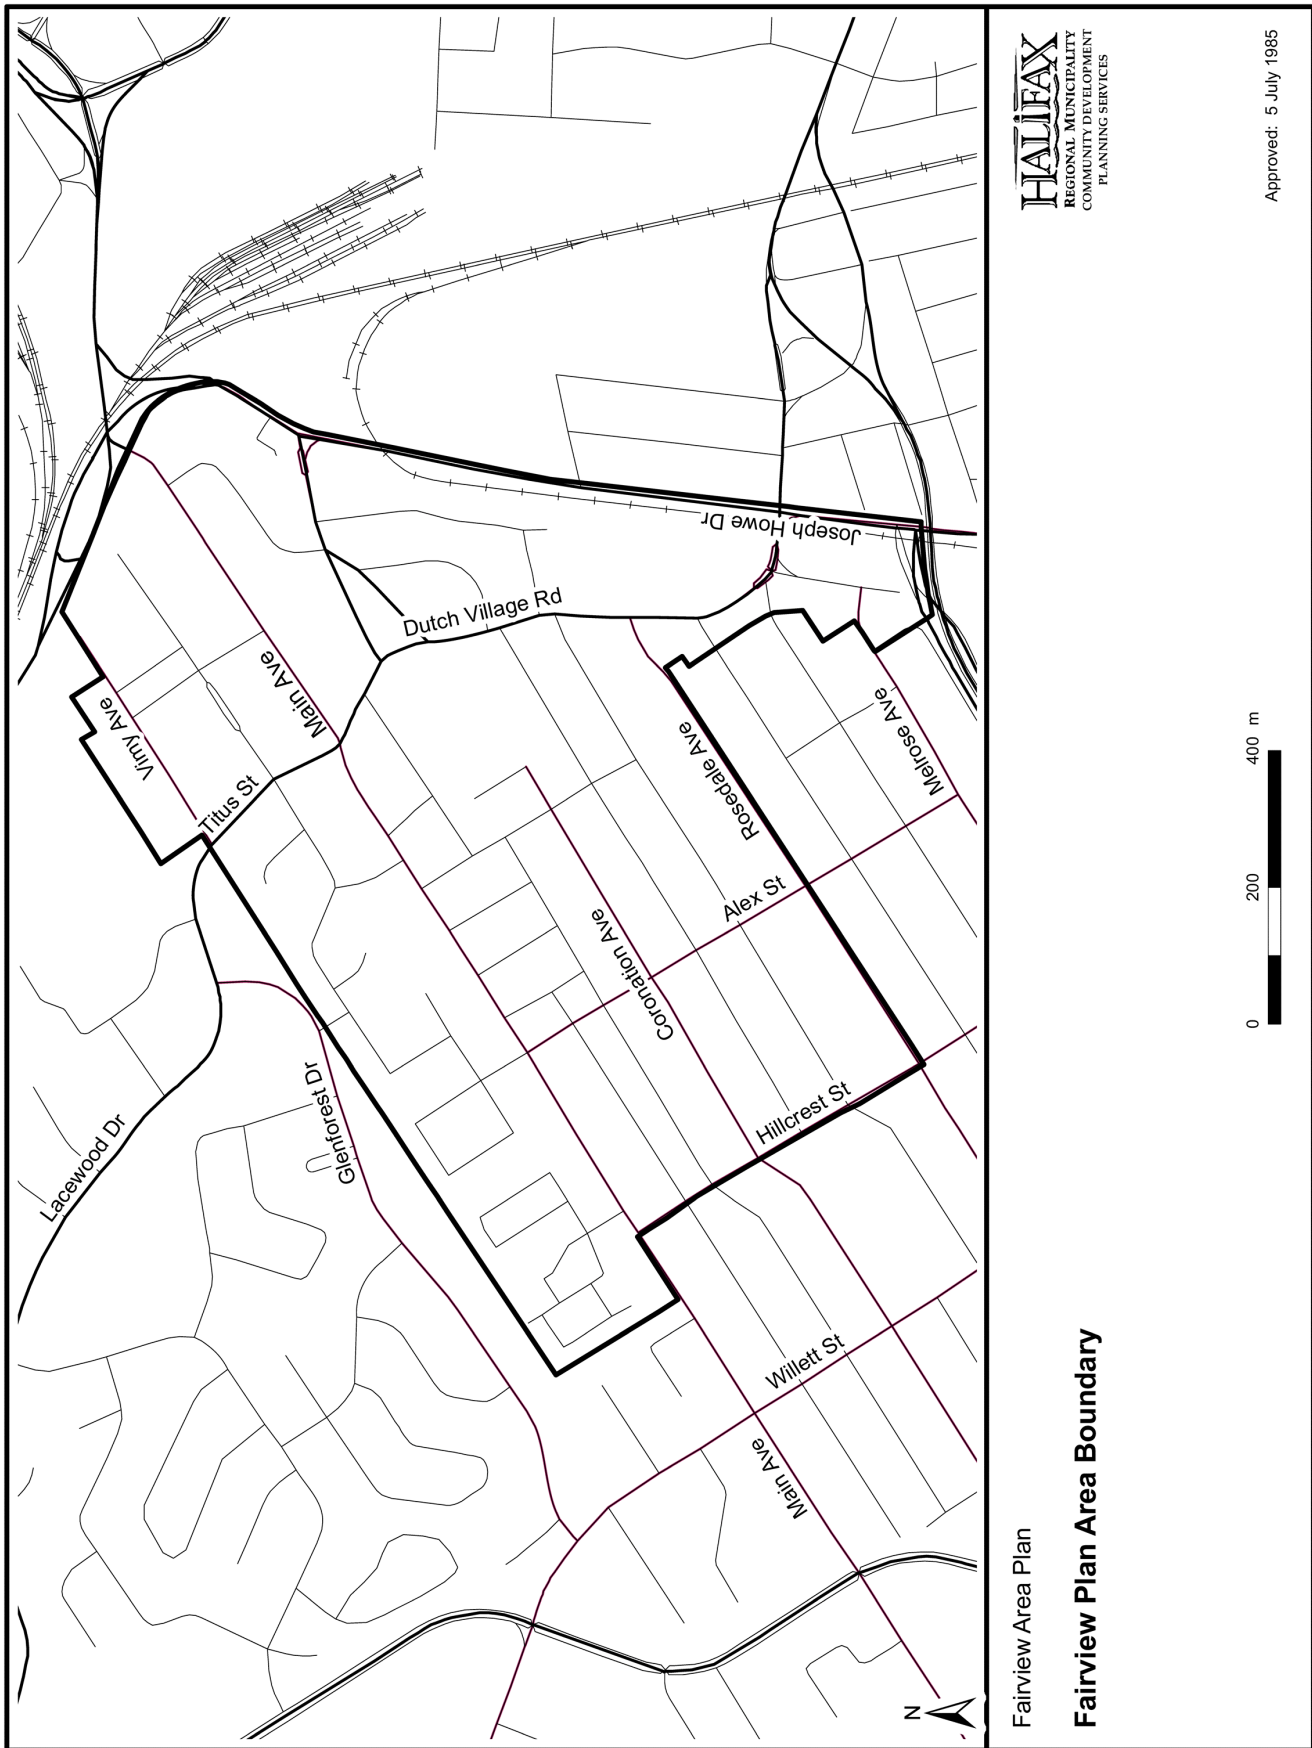 Lacewood Dr
Glenforest Dr
Titus St
Vimy Ave
Main Ave
Dutch Village Rd
Joseph Howe Dr
Rosedale Ave
Melrose Ave
Alex St
Coronation Ave
Hillcrest St
Willett St
Main Ave
N
Fairview Area Plan
Fairview Plan Area Boundary
0 200 400 m
HALIFAX
REGIONAL MUNICIPALITY
COMMUNITY DEVELOPMENT
PLANNING SERVICES
Approved: 5 July 1985